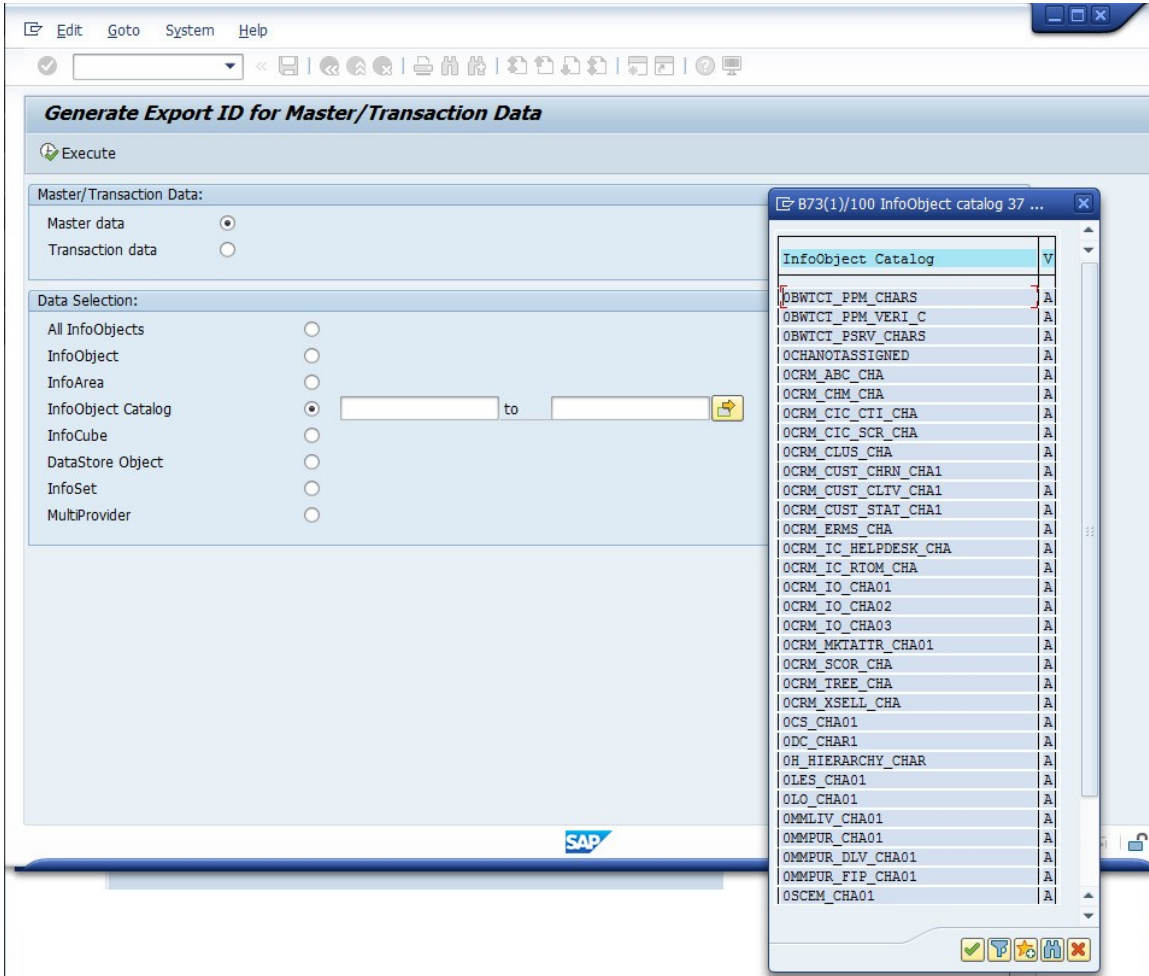 Edit Goto System Help
Generate Export ID for Master/Transaction Data
Execute
Master/Transaction Data:
Master data
Transaction data
Data Selection:
All InfoObjects
InfoObject
InfoArea
InfoObject Catalog to
InfoCube
DataStore Object
InfoSet
MultiProvider
SAP
B73(1)/100 InfoObject catalog 37 ...
InfoObject Catalog V
0BWTCT_PPM_CHARS A
0BWTCT_PPM_VERI_C A
0BWTCT_PSRV_CHARS A
0CHANOTASSIGNED A
0CRM_ABC_CHA A
0CRM_CHM_CHA A
0CRM_CIC_CTI_CHA A
0CRM_CIC_SCR_CHA A
0CRM_CLUS_CHA A
0CRM_CUST_CHRN_CHA1 A
0CRM_CUST_CLTV_CHA1 A
0CRM_CUST_STAT_CHA1 A
0CRM_ERMS_CHA A
0CRM_IC_HELPDESK_CHA A
0CRM_IC_RTOM_CHA A
0CRM_IO_CHA01 A
0CRM_IO_CHA02 A
0CRM_IO_CHA03 A
0CRM_MKTATTR_CHA01 A
0CRM_SCOR_CHA A
0CRM_TREE_CHA A
0CRM_XSELL_CHA A
0CS_CHA01 A
0DC_CHAR1 A
0H_HIERARCHY_CHAR A
0LES_CHA01 A
0LO_CHA01 A
0MMLIV_CHA01 A
0MMPUR_CHA01 A
0MMPUR_DLV_CHA01 A
0MMPUR_FIP_CHA01 A
0SCEM_CHA01 A